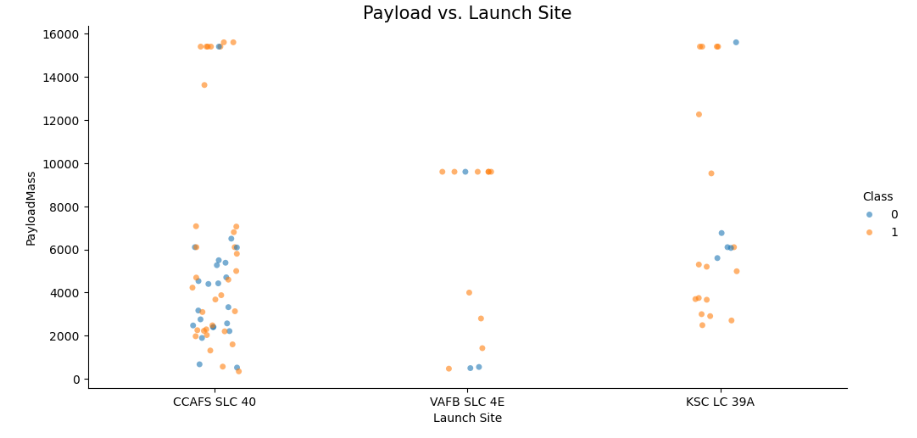 Payload vs. Launch Site
16000
14000
12000
10000
8000
6000
4000
2000
0
PayloadMass
CCAFS SLC 40
VAFB SLC 4E
KSC LC 39A
Launch Site
Class
0
1